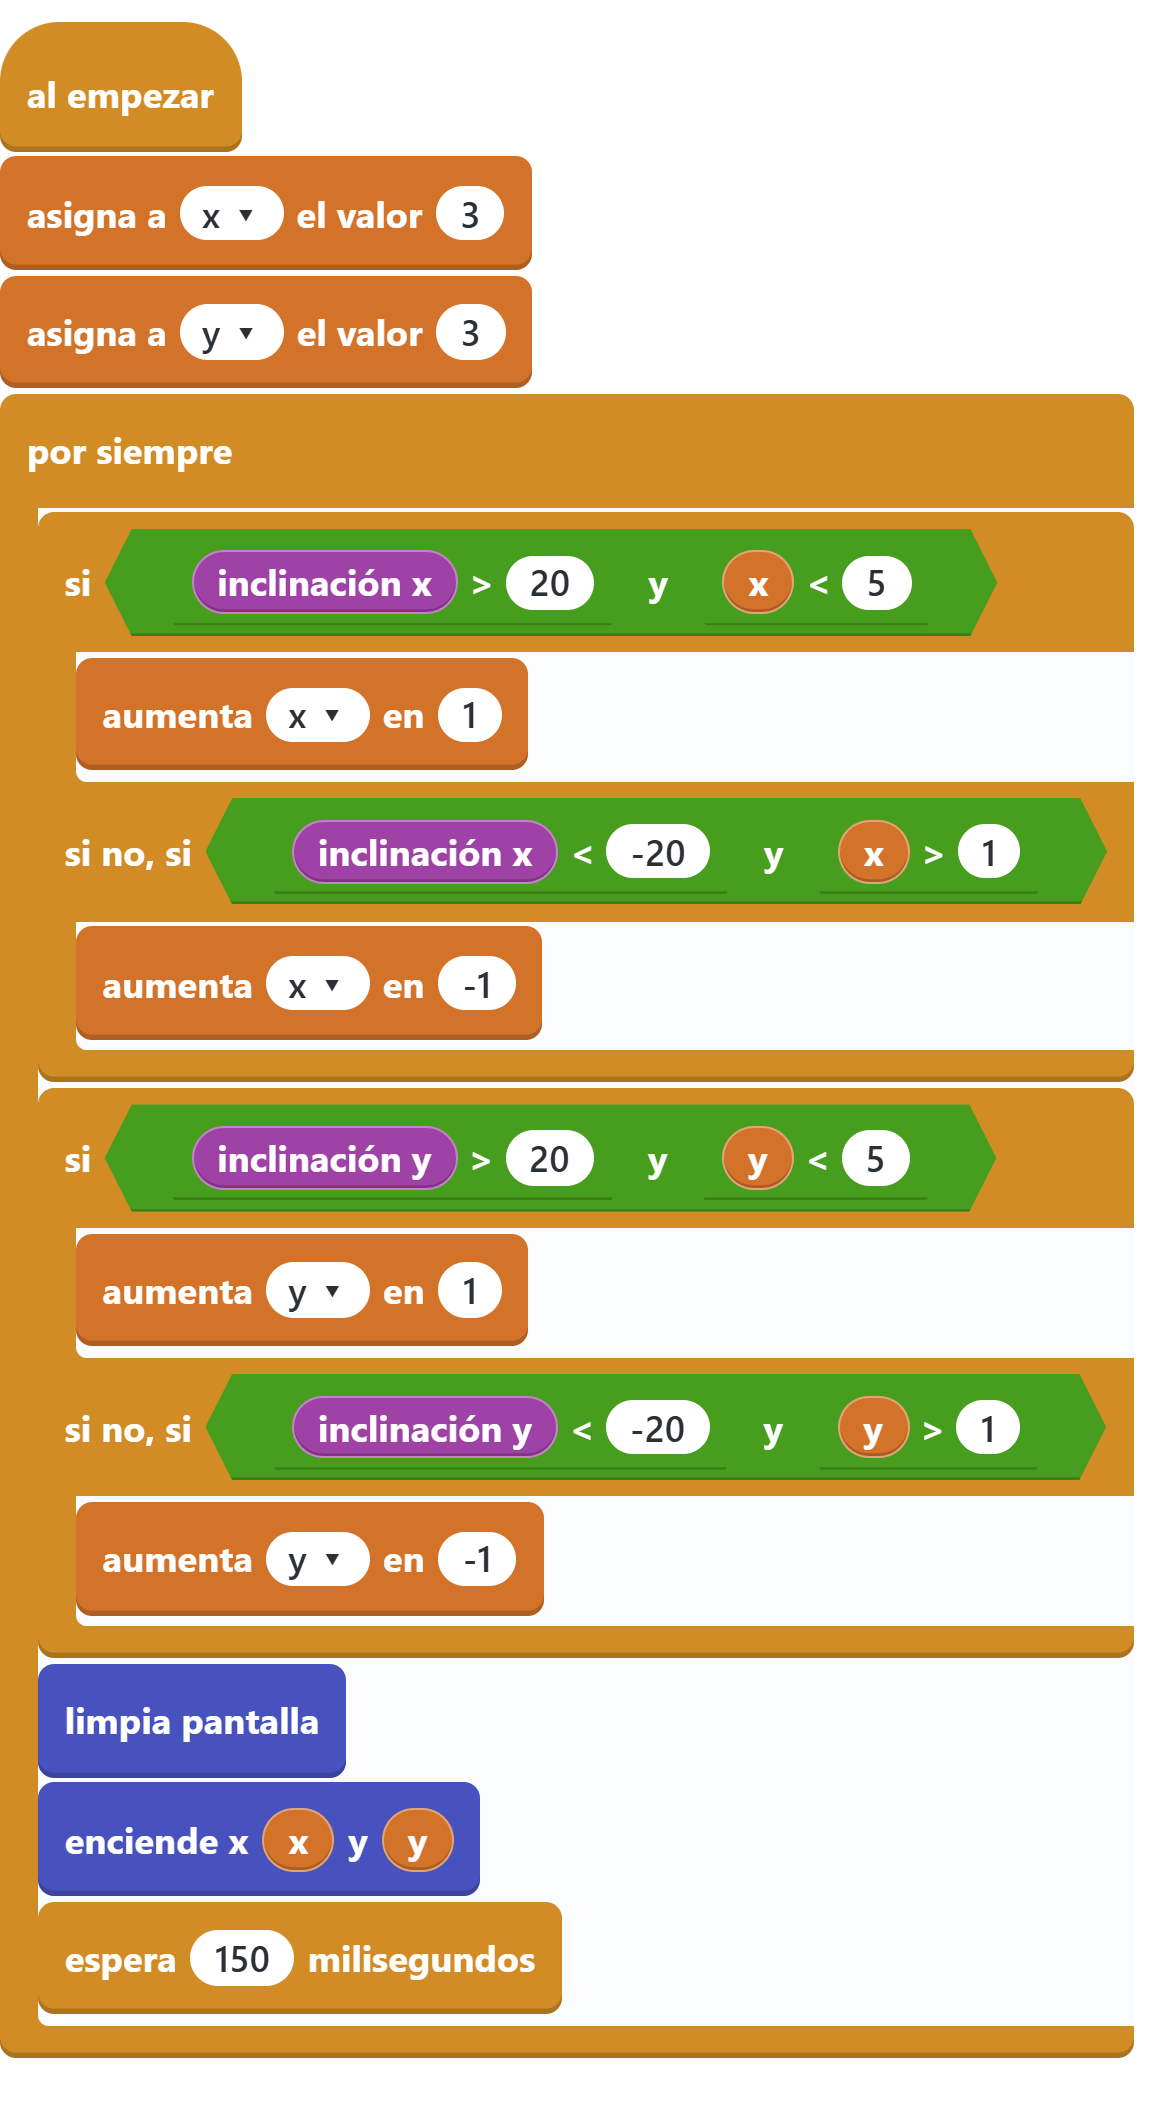 al empezar
asigna a x ▼ el valor 3
asigna a y ▼ el valor 3
por siempre
si inclinación x > 20 y x < 5
aumenta x ▼ en 1
si no, si inclinación x < -20 y x > 1
aumenta x ▼ en -1
si inclinación y > 20 y y < 5
aumenta y ▼ en 1
si no, si inclinación y < -20 y y > 1
aumenta y ▼ en -1
limpia pantalla
enciende x x y y
espera 150 milisegundos